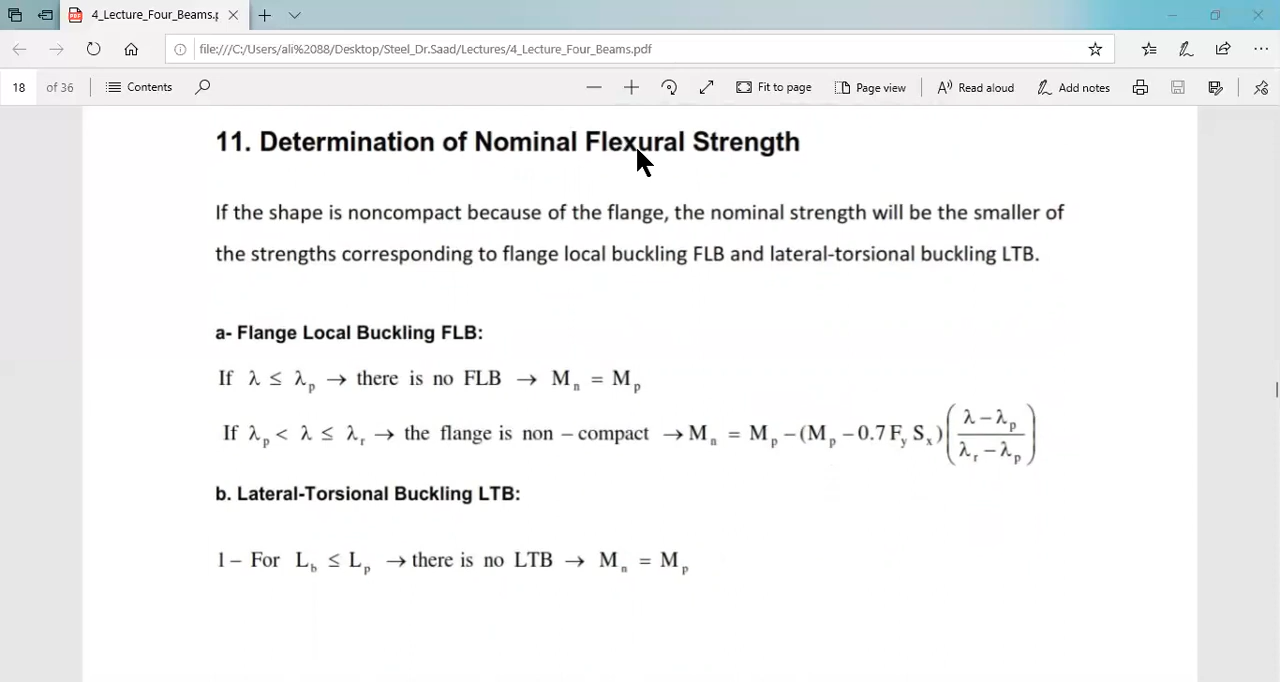 4_Lecture_Four_Beams.p
file:///C:/Users/ali%2088/Desktop/Steel_Dr.Saad/Lectures/4_Lecture_Four_Beams.pdf
18 of 36 Contents Fit to page Page view Read aloud Add notes
11. Determination of Nominal Flexural Strength
If the shape is noncompact because of the flange, the nominal strength will be the smaller of
the strengths corresponding to flange local buckling FLB and lateral-torsional buckling LTB.
a- Flange Local Buckling FLB:
If λ ≤ λp → there is no FLB → Mn = Mp
If λp < λ ≤ λr → the flange is non – compact → Mn = Mp – (Mp – 0.7 Fy Sx) ( (λ – λp) / (λr – λp) )
b. Lateral-Torsional Buckling LTB:
1 – For Lb ≤ Lp → there is no LTB → Mn = Mp